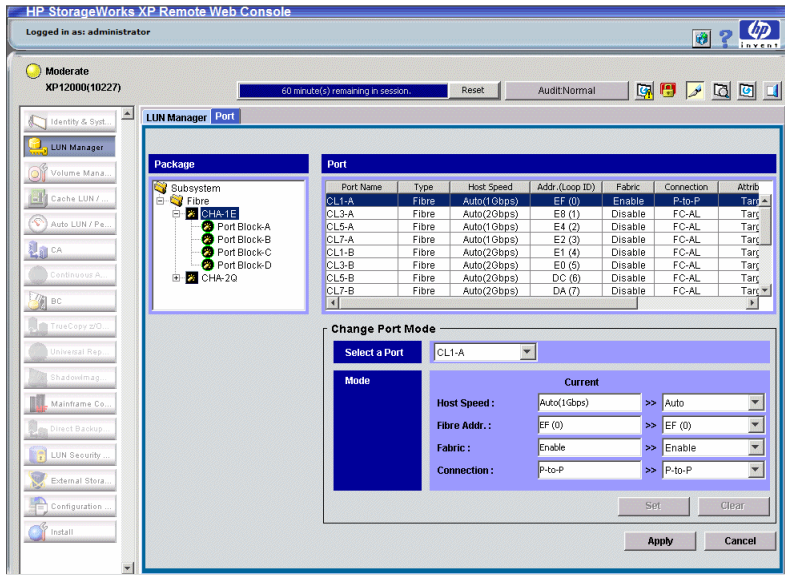 HP StorageWorks XP Remote Web Console
Logged in as: administrator
hp
invent
Moderate
XP12000(10227)
60 minute(s) remaining in session.
Reset
Audit:Normal
Identity & Syst...
LUN Manager
Volume Mana...
Cache LUN / ...
Auto LUN / Pe...
CA
Continuous A...
BC
TrueCopy z/O...
Universal Rep...
Shadowimag...
Mainframe Co...
Direct Backup...
LUN Security ...
External Stora...
Configuration ...
Install
LUN Manager Port
Package
Subsystem
Fibre
CHA-1E
Port Block-A
Port Block-B
Port Block-C
Port Block-D
CHA-2Q
Port
Port Name Type Host Speed Addr.(Loop ID) Fabric Connection Attrib
CL1-A Fibre Auto(1Gbps) EF (0) Enable P-to-P Targ
CL3-A Fibre Auto(2Gbps) E8 (1) Disable FC-AL Targ
CL5-A Fibre Auto(1Gbps) E4 (2) Disable FC-AL Targ
CL7-A Fibre Auto(1Gbps) E2 (3) Disable FC-AL Targ
CL1-B Fibre Auto(2Gbps) E1 (4) Disable FC-AL Targ
CL3-B Fibre Auto(2Gbps) E0 (5) Disable FC-AL Targ
CL5-B Fibre Auto(2Gbps) DC (6) Disable FC-AL Targ
CL7-B Fibre Auto(2Gbps) DA (7) Disable FC-AL Targ
Change Port Mode
Select a Port CL1-A
Mode Current
Host Speed : Auto(1Gbps) >> Auto
Fibre Addr. : EF (0) >> EF (0)
Fabric : Enable >> Enable
Connection : P-to-P >> P-to-P
Set Clear
Apply Cancel